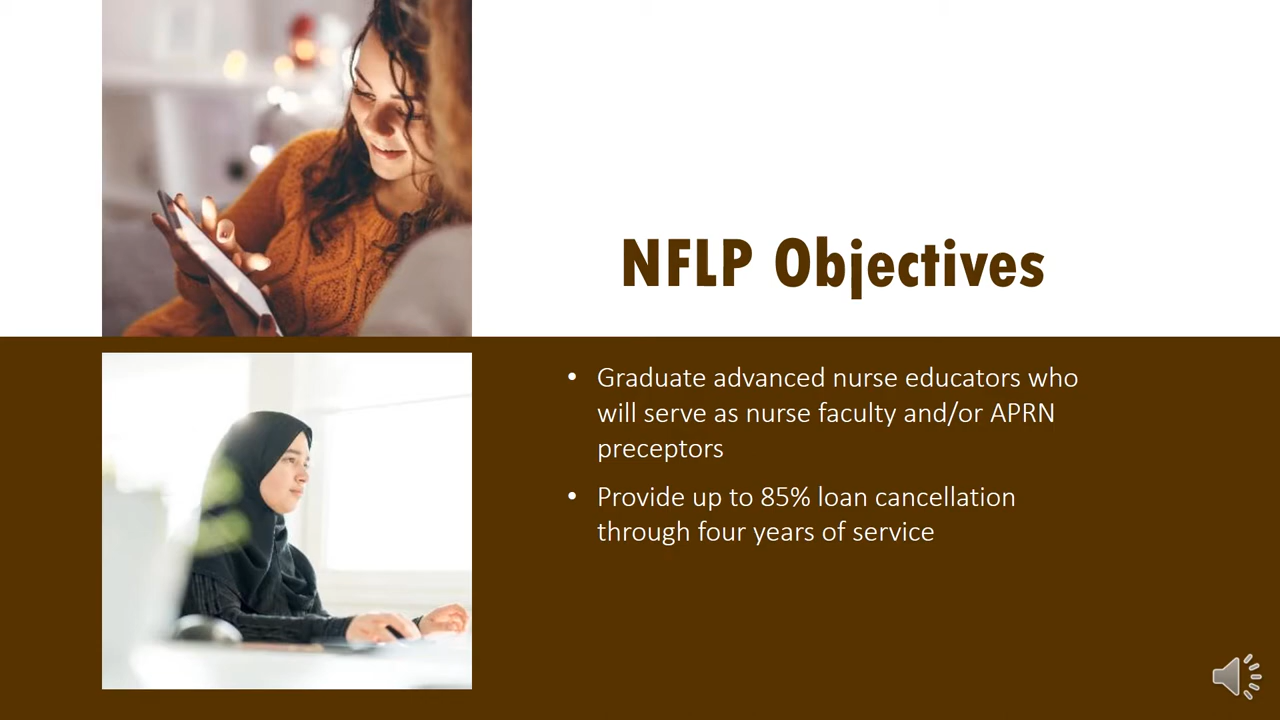 NFLP Objectives
• Graduate advanced nurse educators who
will serve as nurse faculty and/or APRN
preceptors
• Provide up to 85% loan cancellation
through four years of service